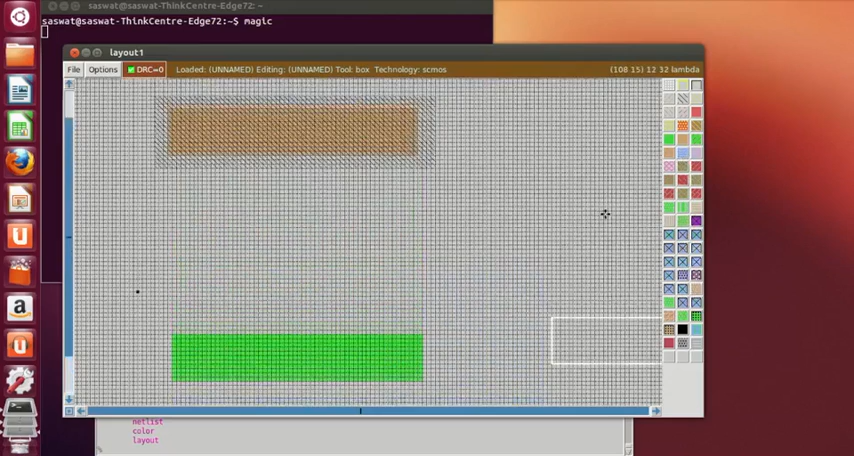 saswat@saswat-ThinkCentre-Edge72: ~
saswat@saswat-ThinkCentre-Edge72:~$ magic
layout1
File Options DRC=0 Loaded: (UNNAMED) Editing: (UNNAMED) Tool: box Technology: scmos (108 15) 12 32 lambda
netlist
color
layout
%